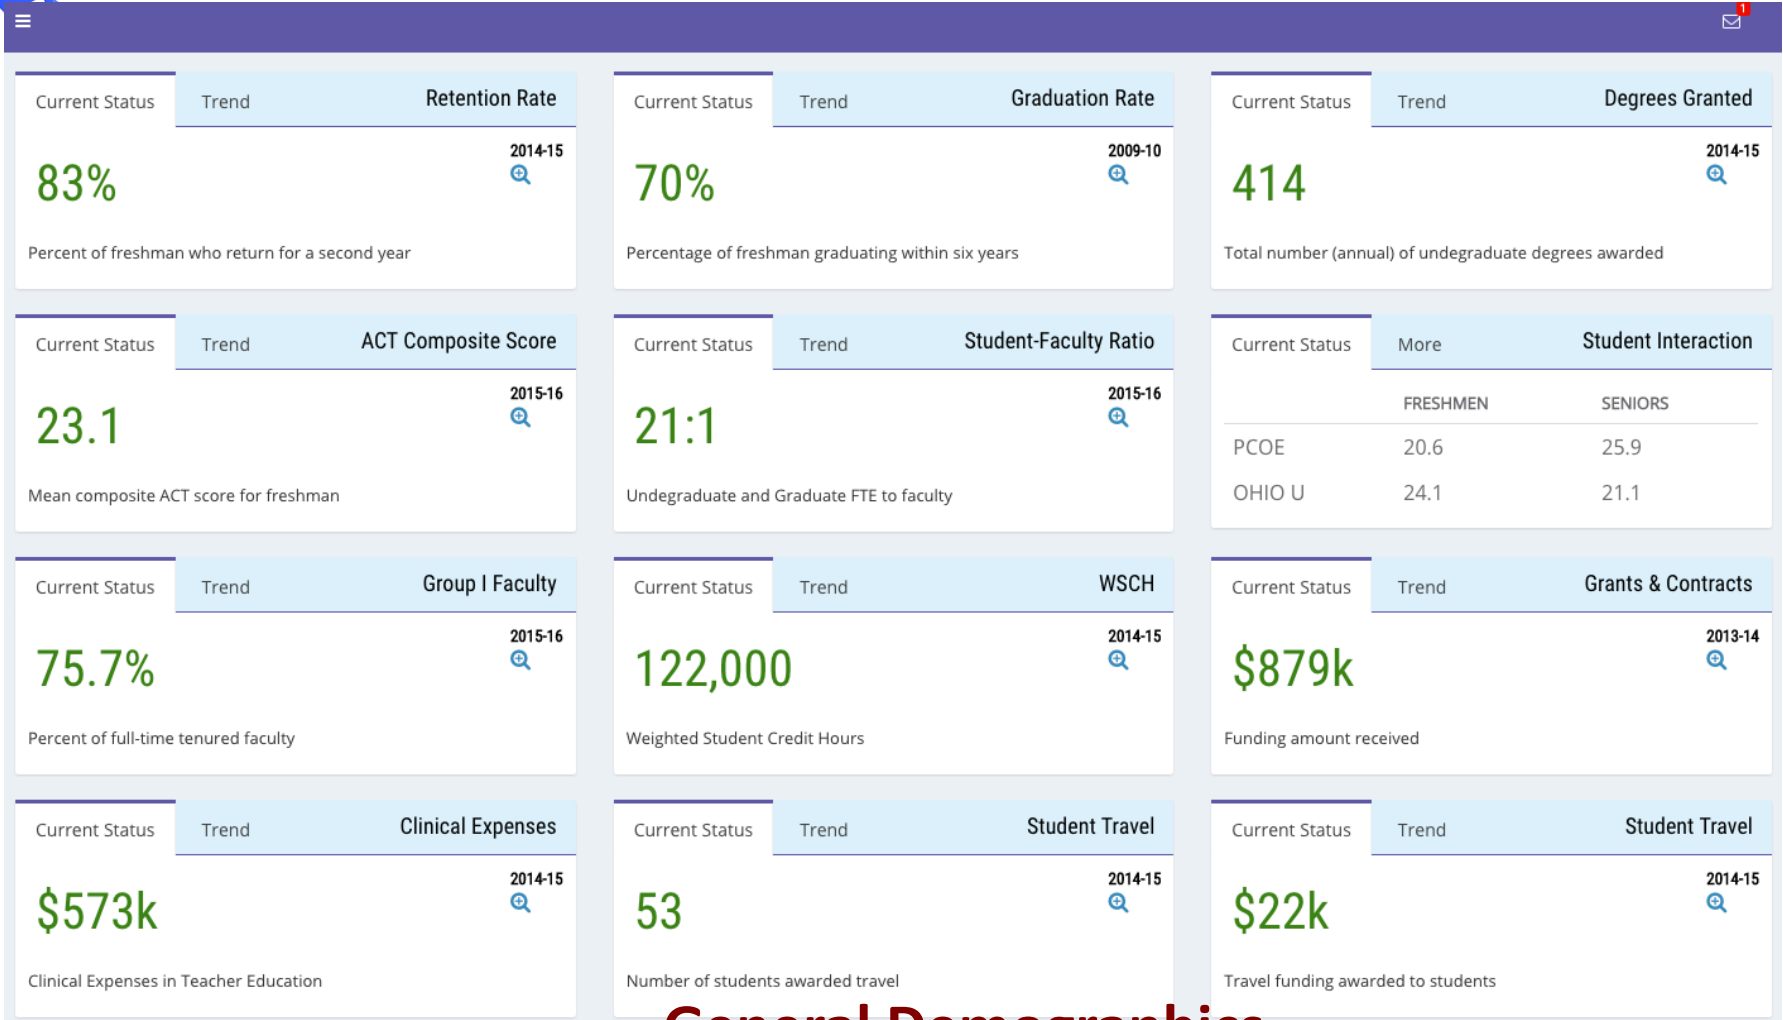 1
Current Status Trend Retention Rate
2014-15
83%
Percent of freshman who return for a second year
Current Status Trend Graduation Rate
2009-10
70%
Percentage of freshman graduating within six years
Current Status Trend Degrees Granted
2014-15
414
Total number (annual) of undegraduate degrees awarded
Current Status Trend ACT Composite Score
2015-16
23.1
Mean composite ACT score for freshman
Current Status Trend Student-Faculty Ratio
2015-16
21:1
Undegraduate and Graduate FTE to faculty
Current Status More Student Interaction
FRESHMEN SENIORS
PCOE 20.6 25.9
OHIO U 24.1 21.1
Current Status Trend Group I Faculty
2015-16
75.7%
Percent of full-time tenured faculty
Current Status Trend WSCH
2014-15
122,000
Weighted Student Credit Hours
Current Status Trend Grants & Contracts
2013-14
$879k
Funding amount received
Current Status Trend Clinical Expenses
2014-15
$573k
Clinical Expenses in Teacher Education
Current Status Trend Student Travel
2014-15
53
Number of students awarded travel
Current Status Trend Student Travel
2014-15
$22k
Travel funding awarded to students
General Demographics